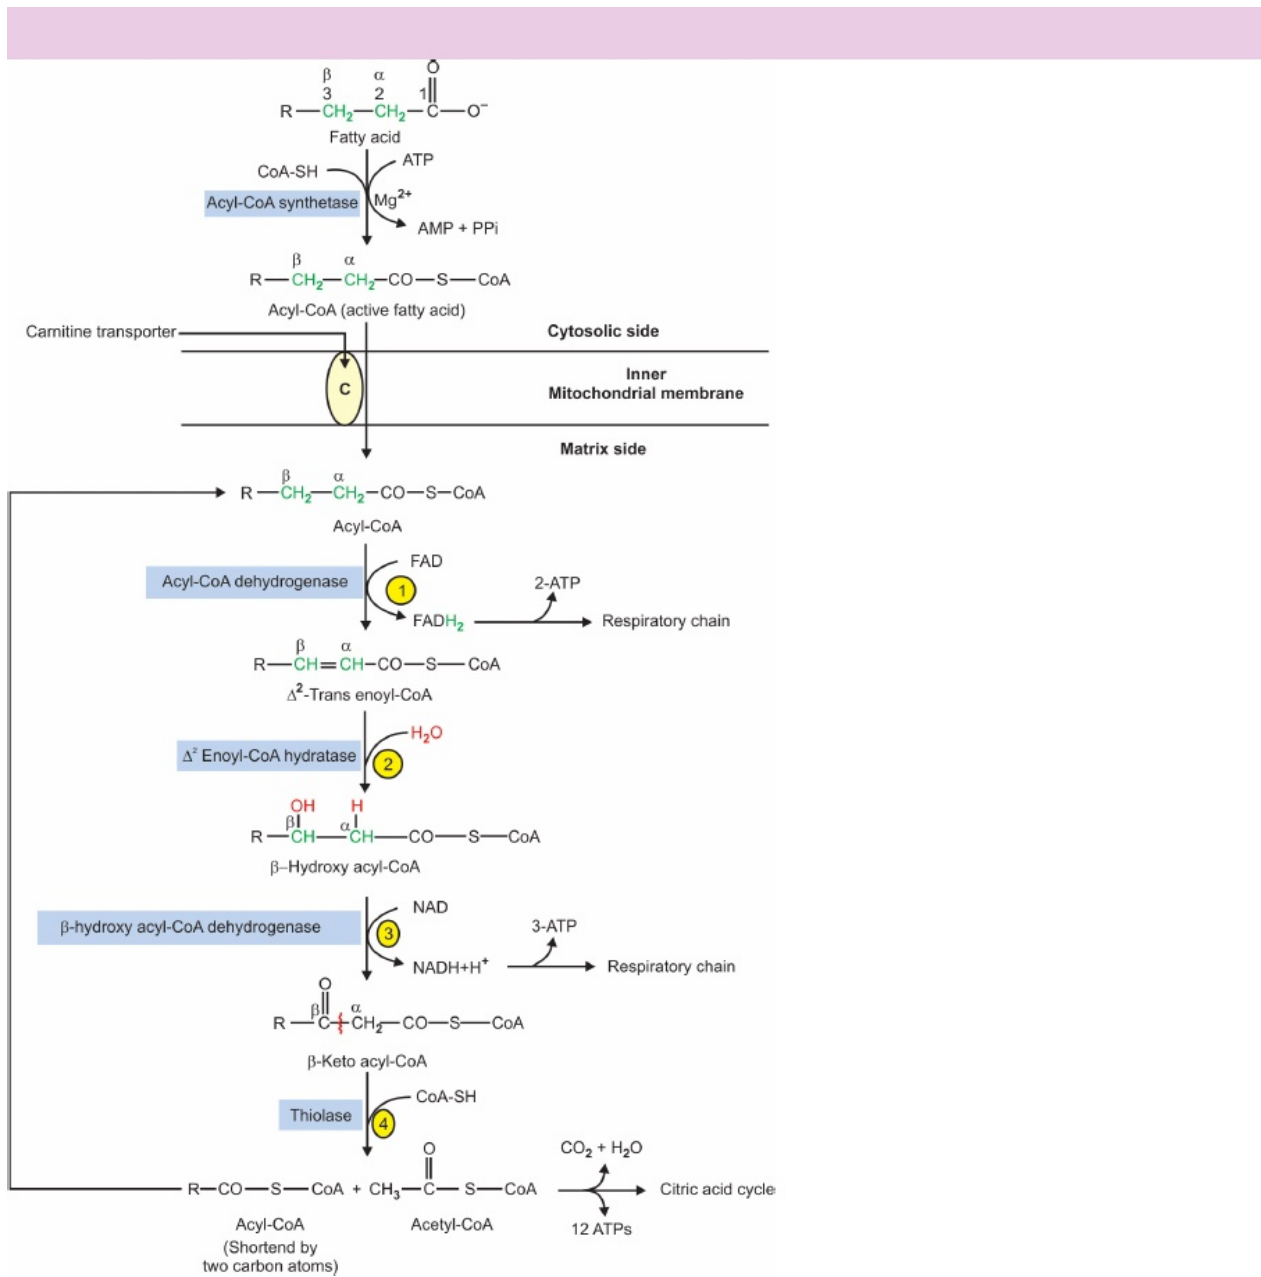 β α
3 2 1 O
R—CH₂—CH₂—C—O⁻
Fatty acid
CoA-SH ATP
Acyl-CoA synthetase Mg²⁺
AMP + PPi
β α
R—CH₂—CH₂—CO—S—CoA
Acyl-CoA (active fatty acid)
Carnitine transporter Cytosolic side
Inner
C Mitochondrial membrane
Matrix side
β α
R—CH₂—CH₂—CO—S—CoA
Acyl-CoA
FAD
Acyl-CoA dehydrogenase 1 2-ATP
FADH₂ Respiratory chain
β α
R—CH=CH—CO—S—CoA
Δ²-Trans enoyl-CoA
H₂O
Δ² Enoyl-CoA hydratase 2
OH H
β α
R—CH—CH—CO—S—CoA
β–Hydroxy acyl-CoA
NAD
β-hydroxy acyl-CoA dehydrogenase 3 3-ATP
NADH+H⁺ Respiratory chain
O
β α
R—C—CH₂—CO—S—CoA
β-Keto acyl-CoA
CoA-SH
Thiolase 4
O CO₂ + H₂O
R—CO—S—CoA + CH₃—C—S—CoA Citric acid cycle
Acyl-CoA Acetyl-CoA 12 ATPs
(Shortend by
two carbon atoms)